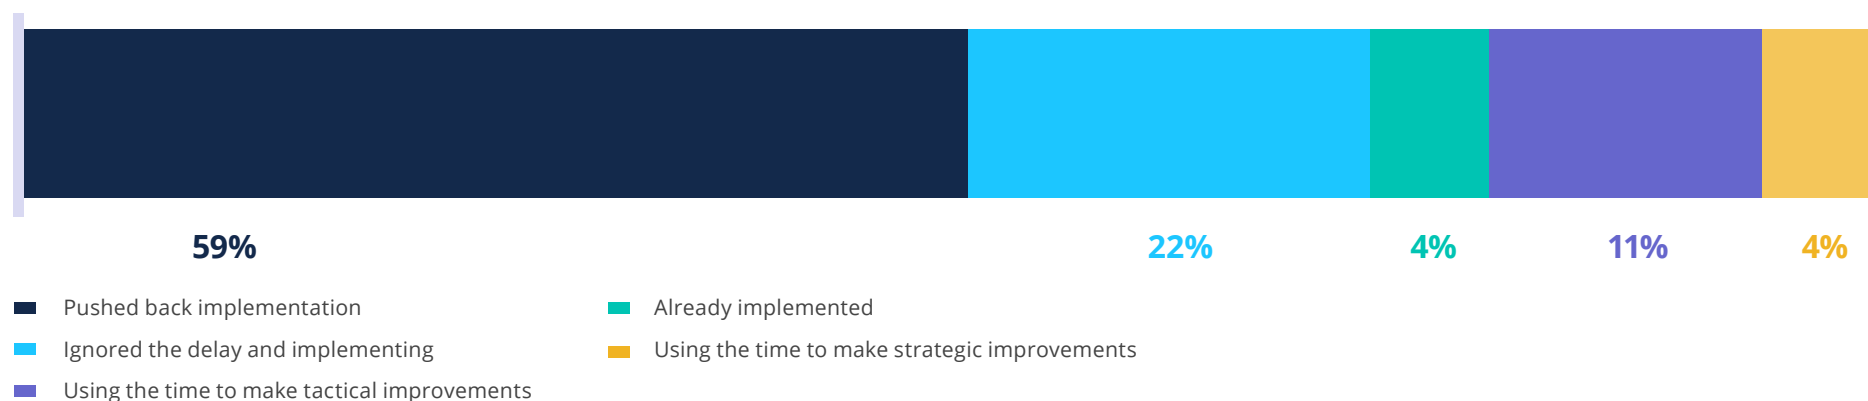 59% 22% 4% 11% 4%
Pushed back implementation
Ignored the delay and implementing
Using the time to make tactical improvements
Already implemented
Using the time to make strategic improvements